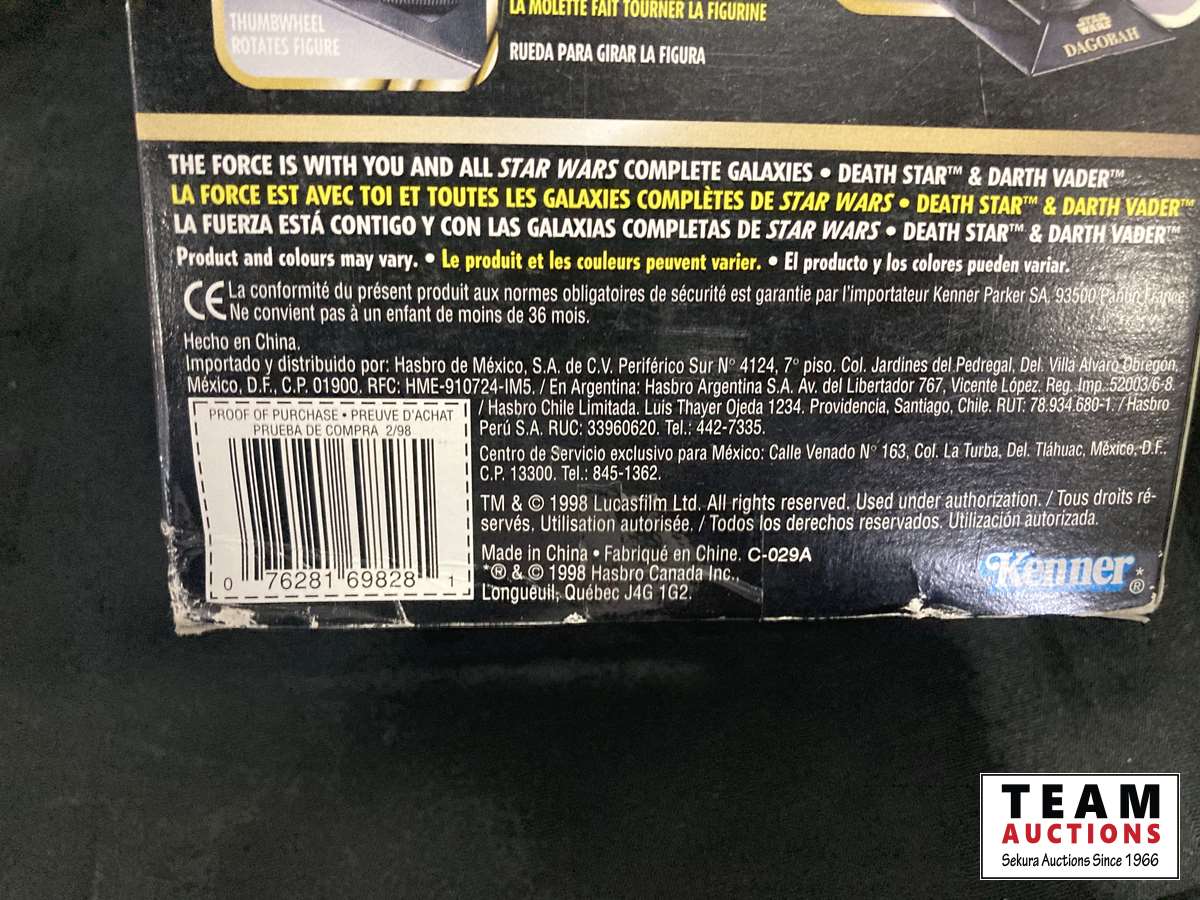 THUMBWHEEL
ROTATES FIGURE
LA MOLETTE FAIT TOURNER LA FIGURINE
RUEDA PARA GIRAR LA FIGURA
STAR WARS
DAGOBAH
THE FORCE IS WITH YOU AND ALL STAR WARS COMPLETE GALAXIES • DEATH STAR™ & DARTH VADER™
LA FORCE EST AVEC TOI ET TOUTES LES GALAXIES COMPLÈTES DE STAR WARS • DEATH STAR™ & DARTH VADER™
LA FUERZA ESTÁ CONTIGO Y CON LAS GALAXIAS COMPLETAS DE STAR WARS • DEATH STAR™ & DARTH VADER™
Product and colours may vary. • Le produit et les couleurs peuvent varier. • El producto y los colores pueden variar.
CE La conformité du présent produit aux normes obligatoires de sécurité est garantie par l'importateur Kenner Parker SA, 93500 Pantin France
Ne convient pas à un enfant de moins de 36 mois.
Hecho en China.
Importado y distribuido por: Hasbro de México, S.A. de C.V. Periférico Sur N° 4124, 7° piso. Col. Jardines del Pedregal, Del. Villa Alvaro Obregón,
México, D.F., C.P. 01900. RFC: HME-910724-IM5. / En Argentina: Hasbro Argentina S.A. Av. del Libertador 767, Vicente López. Reg. Imp. 52003/6-8.
/ Hasbro Chile Limitada. Luis Thayer Ojeda 1234. Providencia, Santiago, Chile. RUT: 78.934.680-1. / Hasbro
Perú S.A. RUC: 33960620. Tel.: 442-7335.
Centro de Servicio exclusivo para México: Calle Venado N° 163, Col. La Turba, Del. Tláhuac, México, D.F.,
C.P. 13300. Tel.: 845-1362.
PROOF OF PURCHASE • PREUVE D'ACHAT
PRUEBA DE COMPRA 2/98
0 76281 69828 1
TM & © 1998 Lucasfilm Ltd. All rights reserved. Used under authorization. / Tous droits ré-
servés. Utilisation autorisée. / Todos los derechos reservados. Utilización autorizada.
Made in China • Fabriqué en Chine. C-029A
*® & © 1998 Hasbro Canada Inc.,
Longueuil, Québec J4G 1G2.
Kenner*®
TEAM
AUCTIONS
Sekura Auctions Since 1966